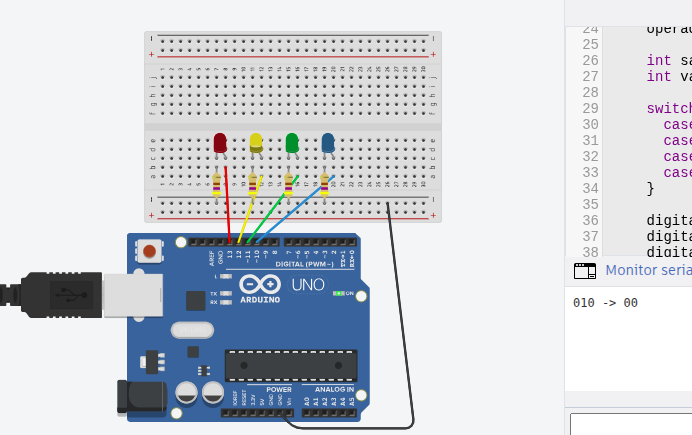 24 operad
25
26 int sa
27 int va
28
29 switch
30 case
31 case
32 case
33 case
34 }
35
36 digita
37 digita
38 digita
Monitor seria
010 -> 00
AREF
GND
13
12
~11
~10
~9
8
7
~6
~5
4
~3
2
TX→1
RX←0
DIGITAL (PWM~)
L
TX
RX
ARDUINO
UNO
ON
POWER
ANALOG IN
IOREF
RESET
3.3V
5V
GND
GND
Vin
A0
A1
A2
A3
A4
A5